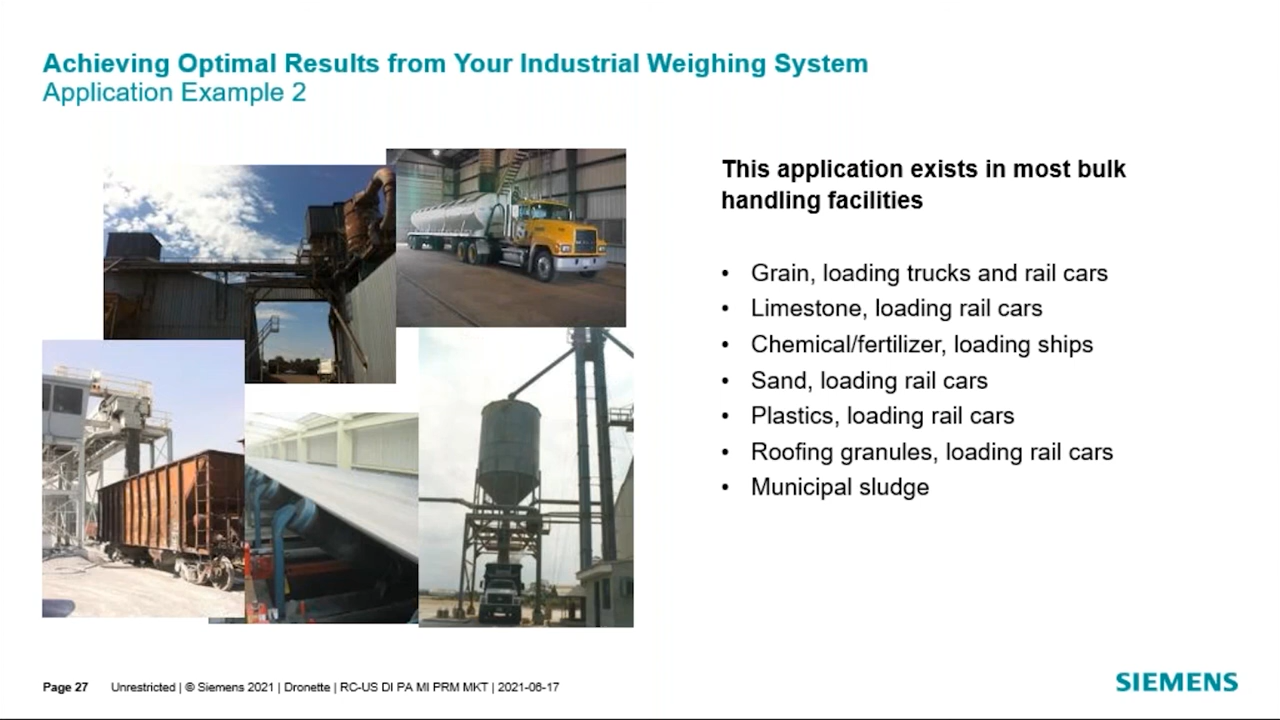 Achieving Optimal Results from Your Industrial Weighing System
Application Example 2
This application exists in most bulk
handling facilities
• Grain, loading trucks and rail cars
• Limestone, loading rail cars
• Chemical/fertilizer, loading ships
• Sand, loading rail cars
• Plastics, loading rail cars
• Roofing granules, loading rail cars
• Municipal sludge
Page 27 Unrestricted | © Siemens 2021 | Dronette | RC-US DI PA MI PRM MKT | 2021-06-17
SIEMENS